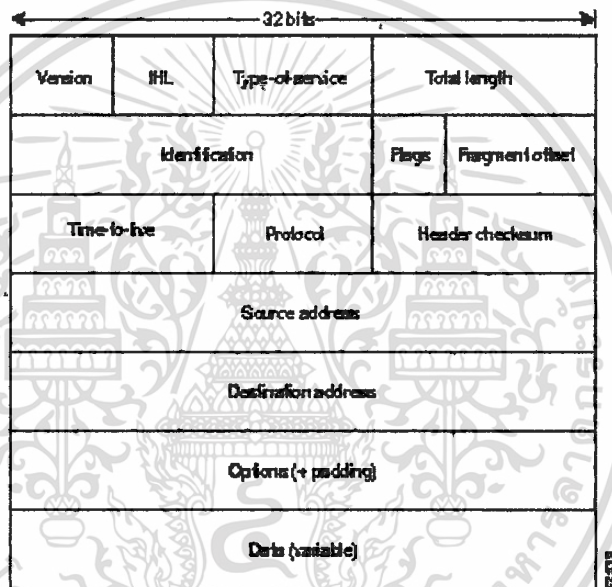 32 bits
Version IHL Type-of-service Total length
Identification Flags Fragment offset
Time-to-live Protocol Header checksum
Source address
Destination address
Options (+ padding)
Data (variable)